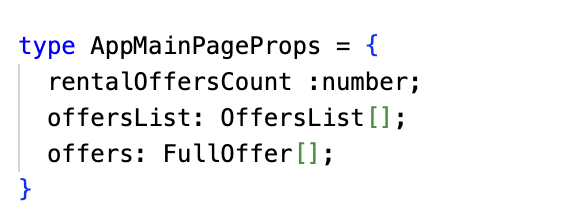 type AppMainPageProps = {
  rentalOffersCount :number;
  offersList: OffersList[];
  offers: FullOffer[];
}